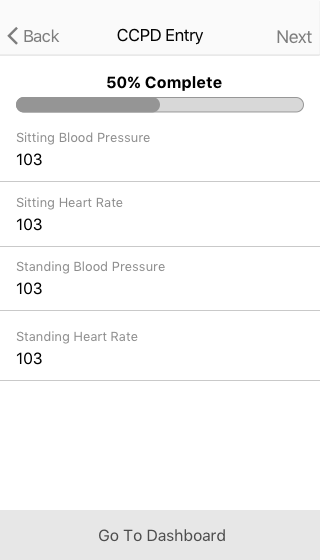 Back
CCPD Entry
Next
50% Complete
Sitting Blood Pressure
103
Sitting Heart Rate
103
Standing Blood Pressure
103
Standing Heart Rate
103
Go To Dashboard